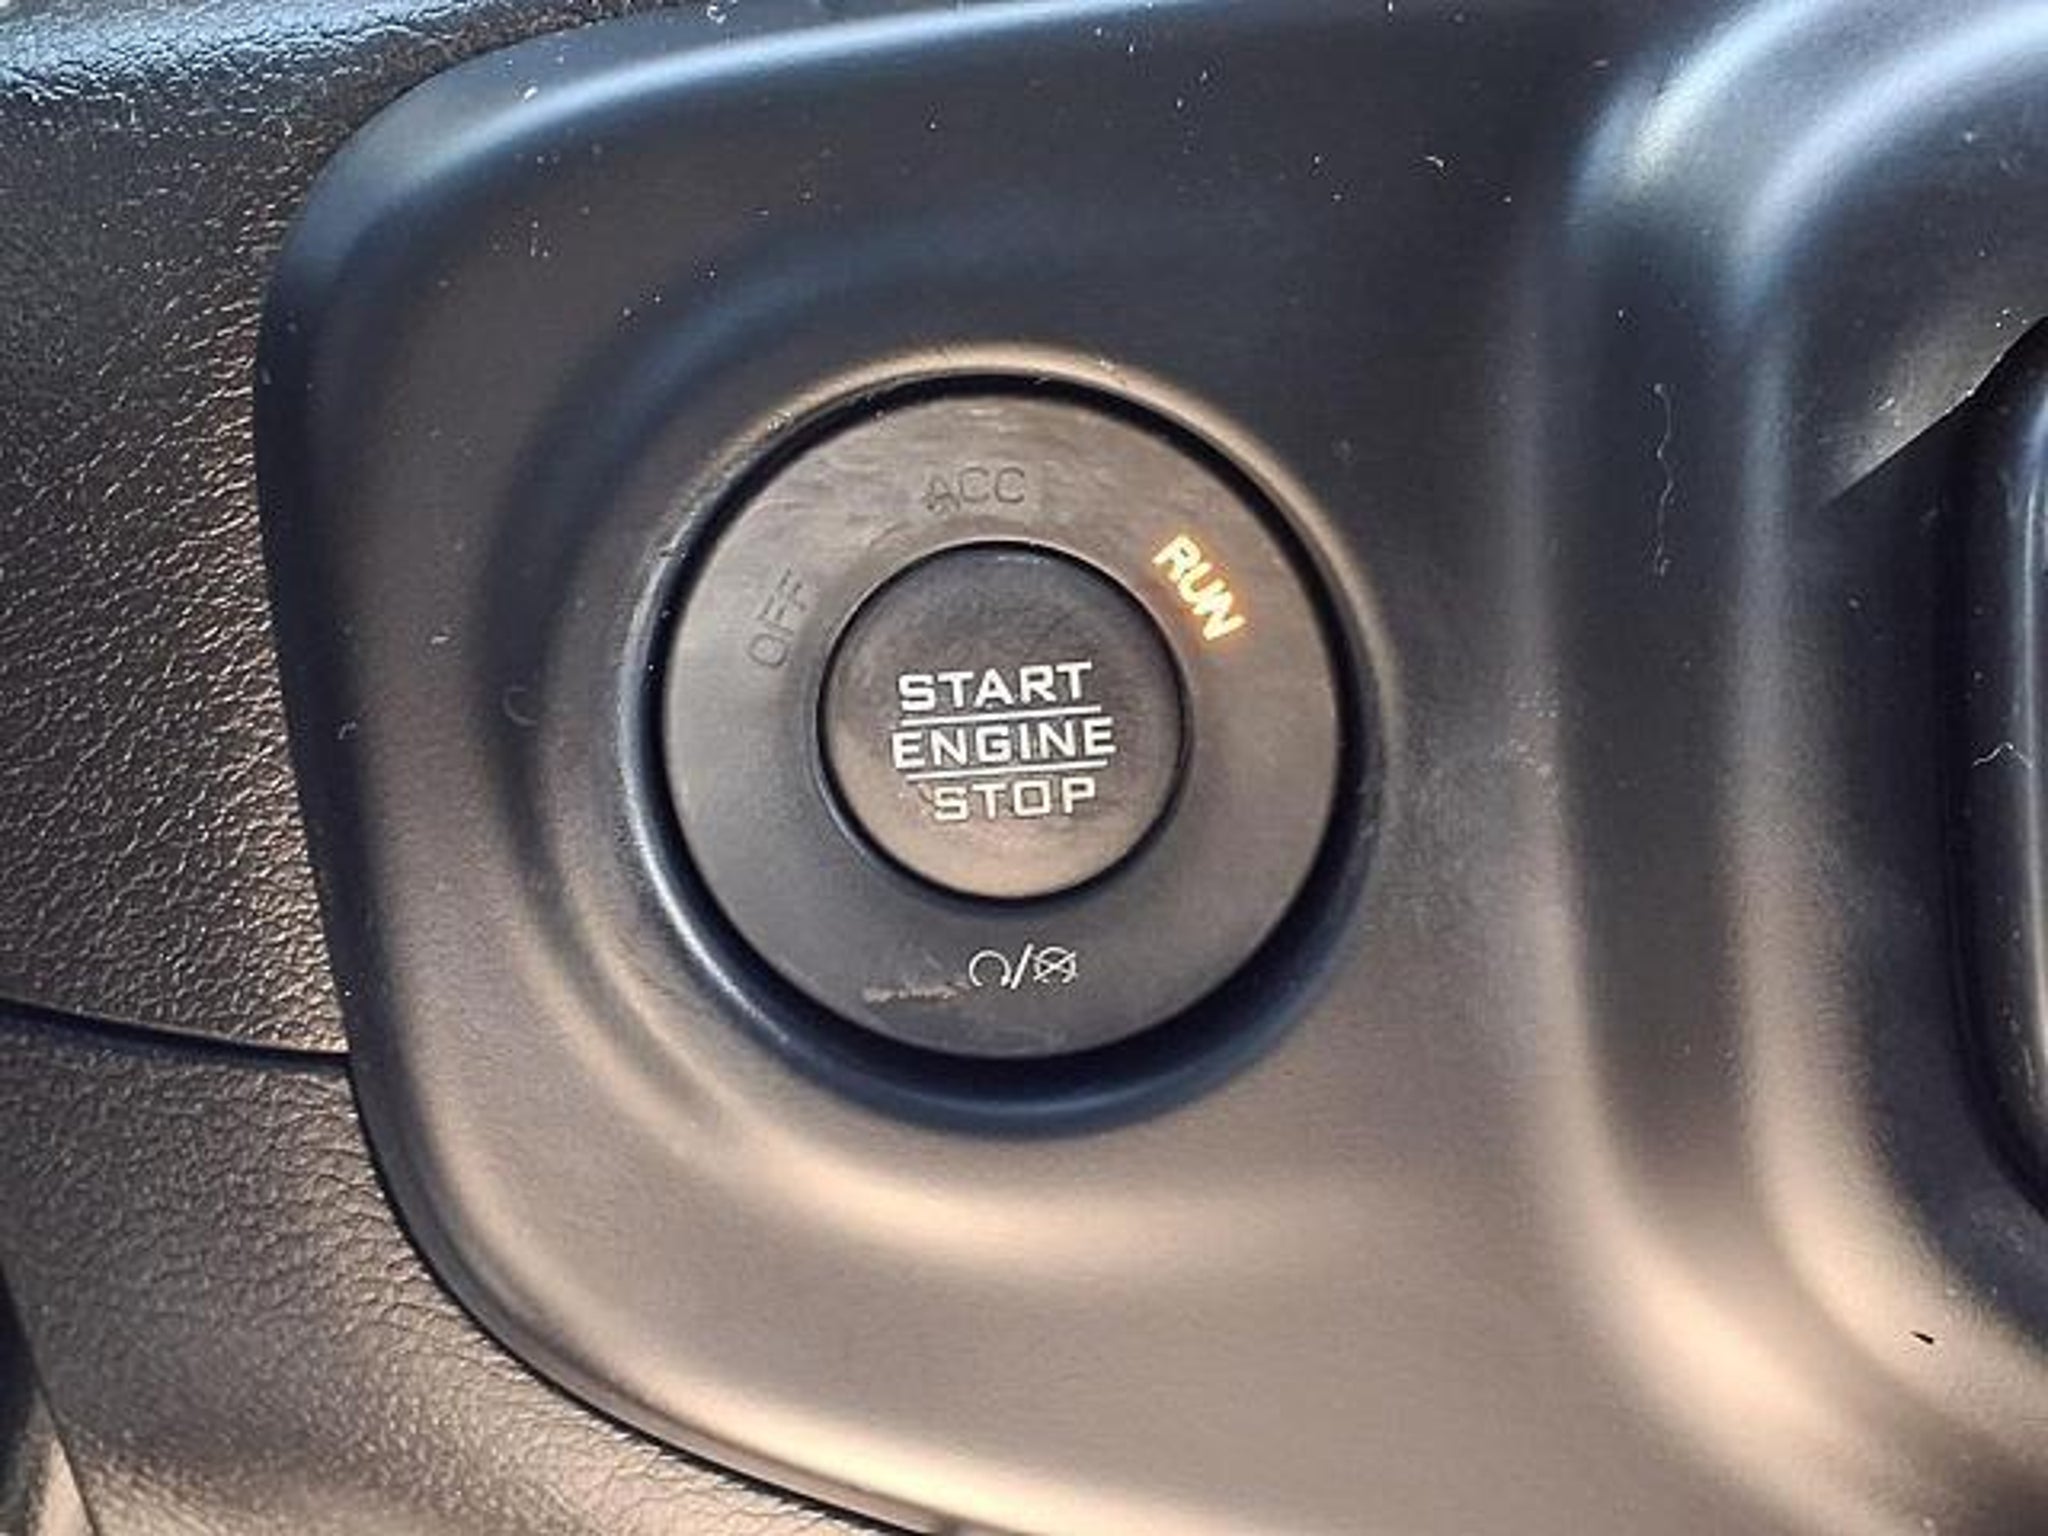 ACC
OFF
RUN
START
ENGINE
STOP